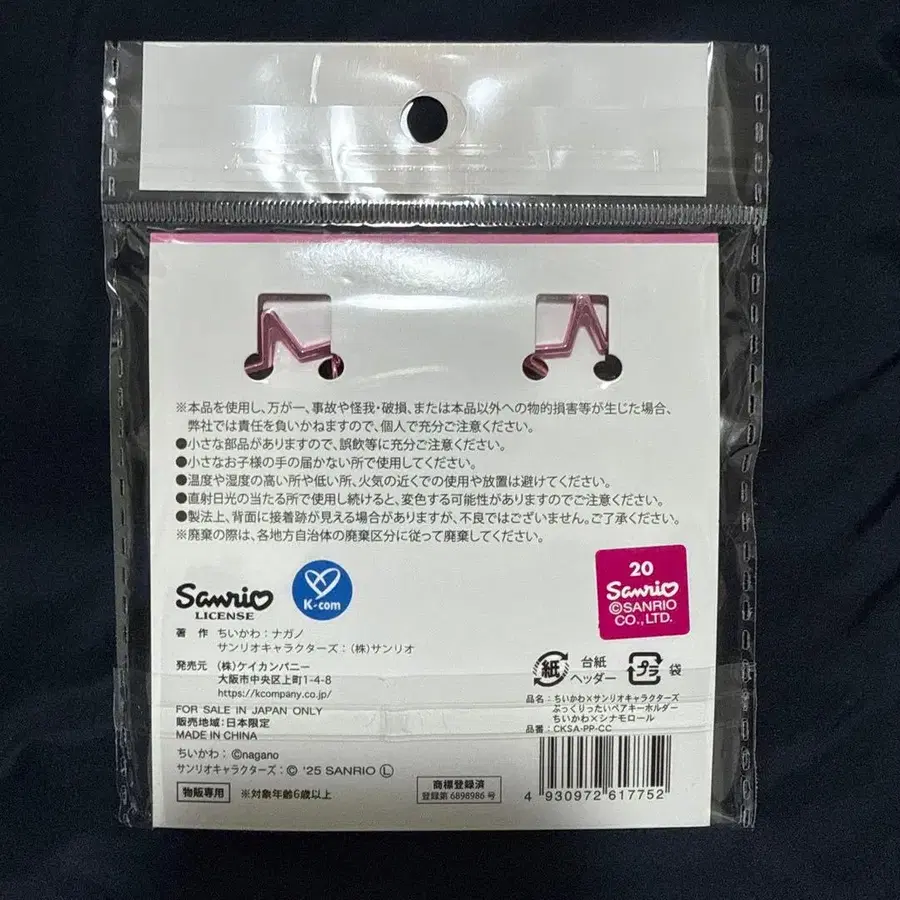 ※本品を使用し、万が一、事故や怪我・破損、または本品以外への物的損害等が生じた場合、
弊社では責任を負いかねますので、個人で充分ご注意ください。
●小さな部品がありますので、誤飲等に充分ご注意ください。
●小さなお子様の手の届かない所で使用してください。
●温度や湿度の高い所や低い所、火気の近くでの使用や放置は避けてください。
●直射日光の当たる所で使用し続けると、変色する可能性がありますのでご注意ください。
●製法上、背面に接着跡が見える場合がありますが、不良ではございません。ご了承ください。
※廃棄の際は、各地方自治体の廃棄区分に従って廃棄してください。
Sanrio
LICENSE
K-com
20
Sanrio
©SANRIO
CO., LTD.
著 作 ちいかわ：ナガノ
サンリオキャラクターズ：(株)サンリオ
発売元 (株)ケイカンパニー
大阪市中央区上町1-4-8
https://kcompany.co.jp/
FOR SALE IN JAPAN ONLY
販売地域：日本限定
MADE IN CHINA
ちいかわ：©nagano
サンリオキャラクターズ：© '25 SANRIO Ⓛ
物販専用 ※対象年齢6歳以上
商標登録済
登録第6898986号
紙 台紙
ヘッダー
プラ 袋
品名：ちいかわ×サンリオキャラクターズ
ぷっくりったいペアキーホルダー
ちいかわ×シナモロール
品番：CKSA-PP-CC
4 930972 617752